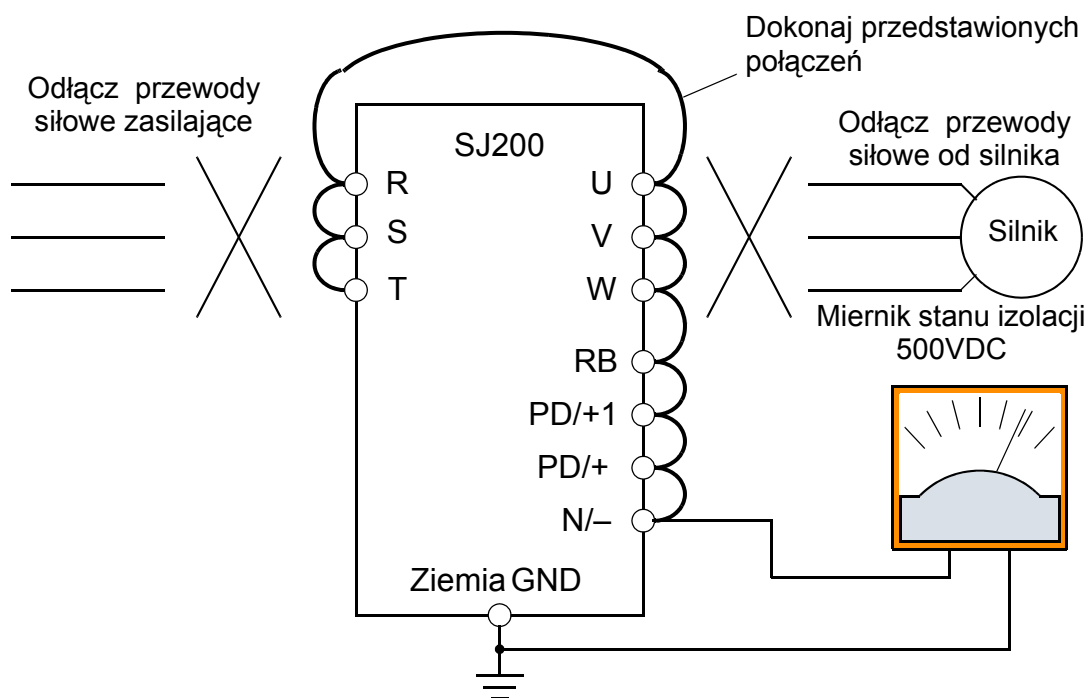 Dokonaj przedstawionych
połączeń
Odłącz przewody
siłowe zasilające
Odłącz przewody
siłowe od silnika
SJ200
R
S
T
U
V
W
RB
PD/+1
PD/+
N/–
Silnik
Miernik stanu izolacji
500VDC
Ziemia GND